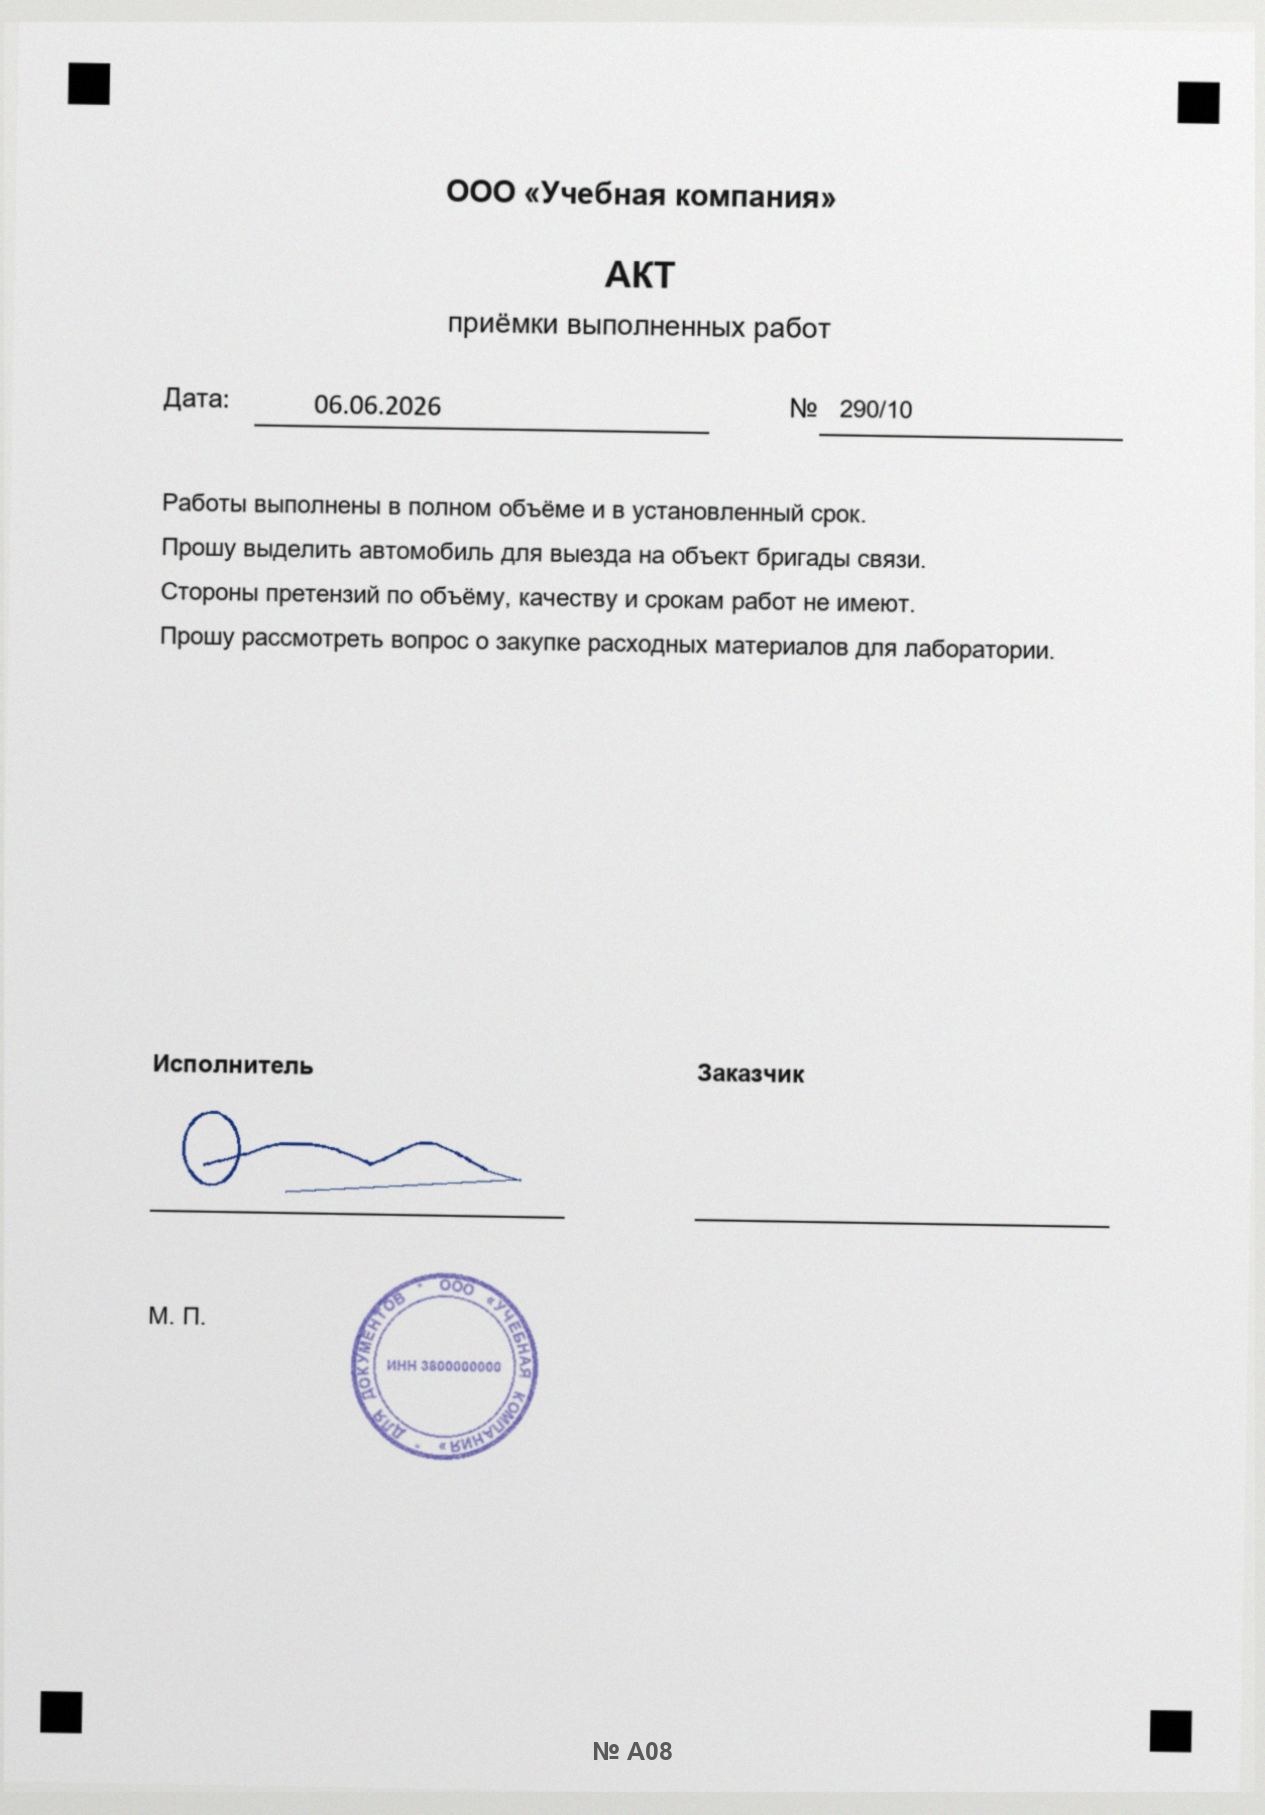 ООО «Учебная компания»
АКТ
приёмки выполненных работ
Дата: 06.06.2026 № 290/10
Работы выполнены в полном объёме и в установленный срок.
Прошу выделить автомобиль для выезда на объект бригады связи.
Стороны претензий по объёму, качеству и срокам работ не имеют.
Прошу рассмотреть вопрос о закупке расходных материалов для лаборатории.
Исполнитель Заказчик
М. П.
ООО «УЧЕБНАЯ КОМПАНИЯ» * ДЛЯ ДОКУМЕНТОВ *
ИНН 3800000000
№ А08